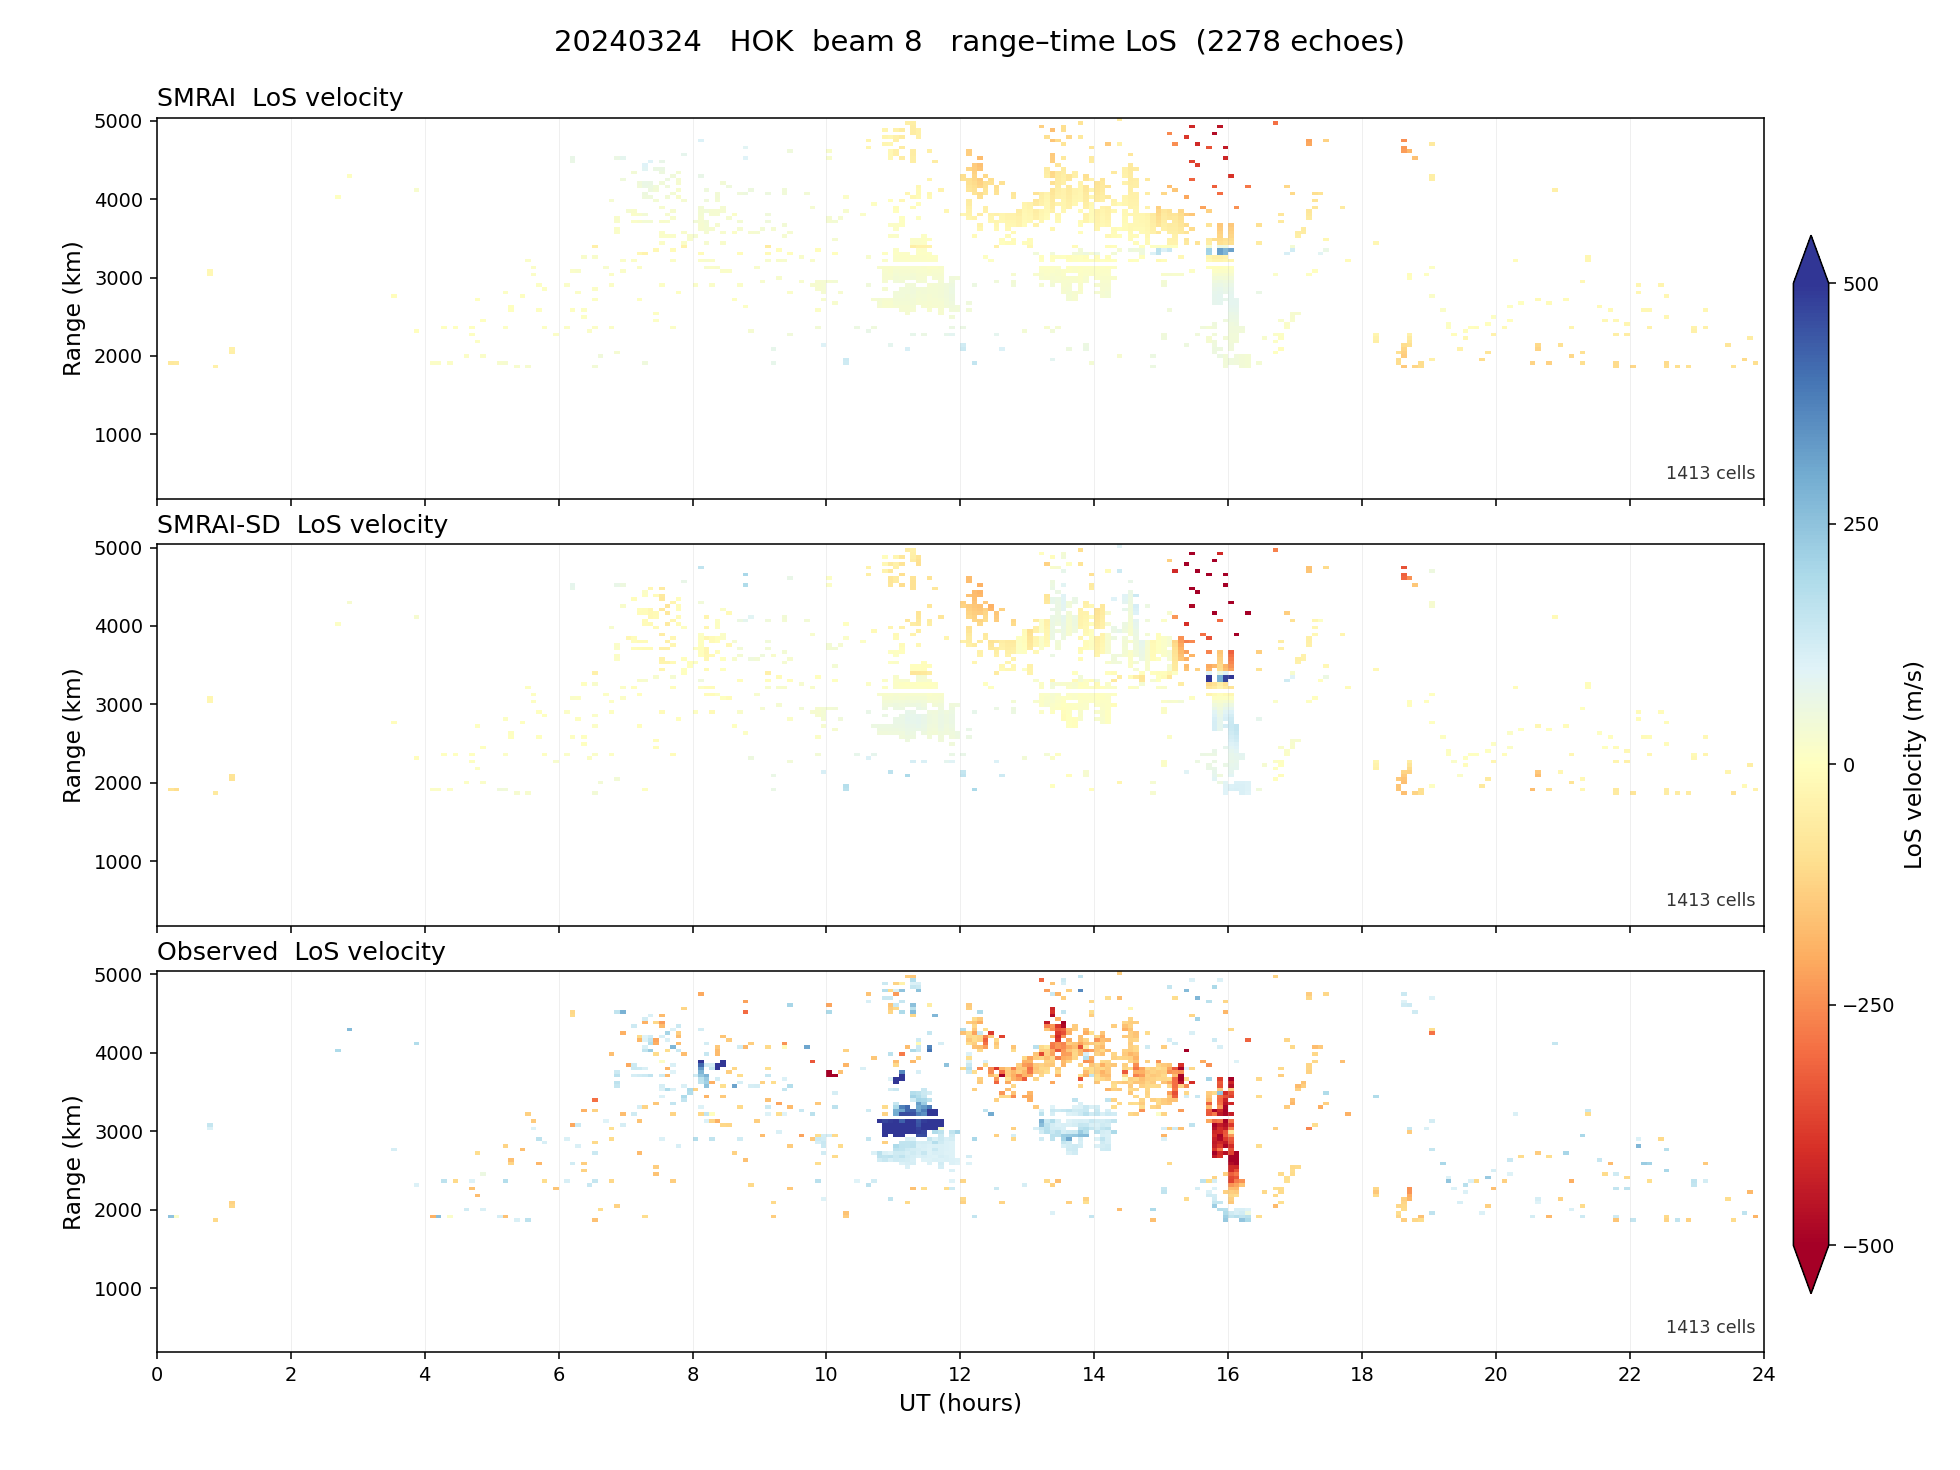 20240324   HOK  beam 8   range–time LoS  (2278 echoes)
SMRAI  LoS velocity
5000
4000
3000
2000
1000
Range (km)
1413 cells
SMRAI-SD  LoS velocity
5000
4000
3000
2000
1000
Range (km)
1413 cells
Observed  LoS velocity
5000
4000
3000
2000
1000
Range (km)
1413 cells
0 2 4 6 8 10 12 14 16 18 20 22 24
UT (hours)
500
250
0
−250
−500
LoS velocity (m/s)